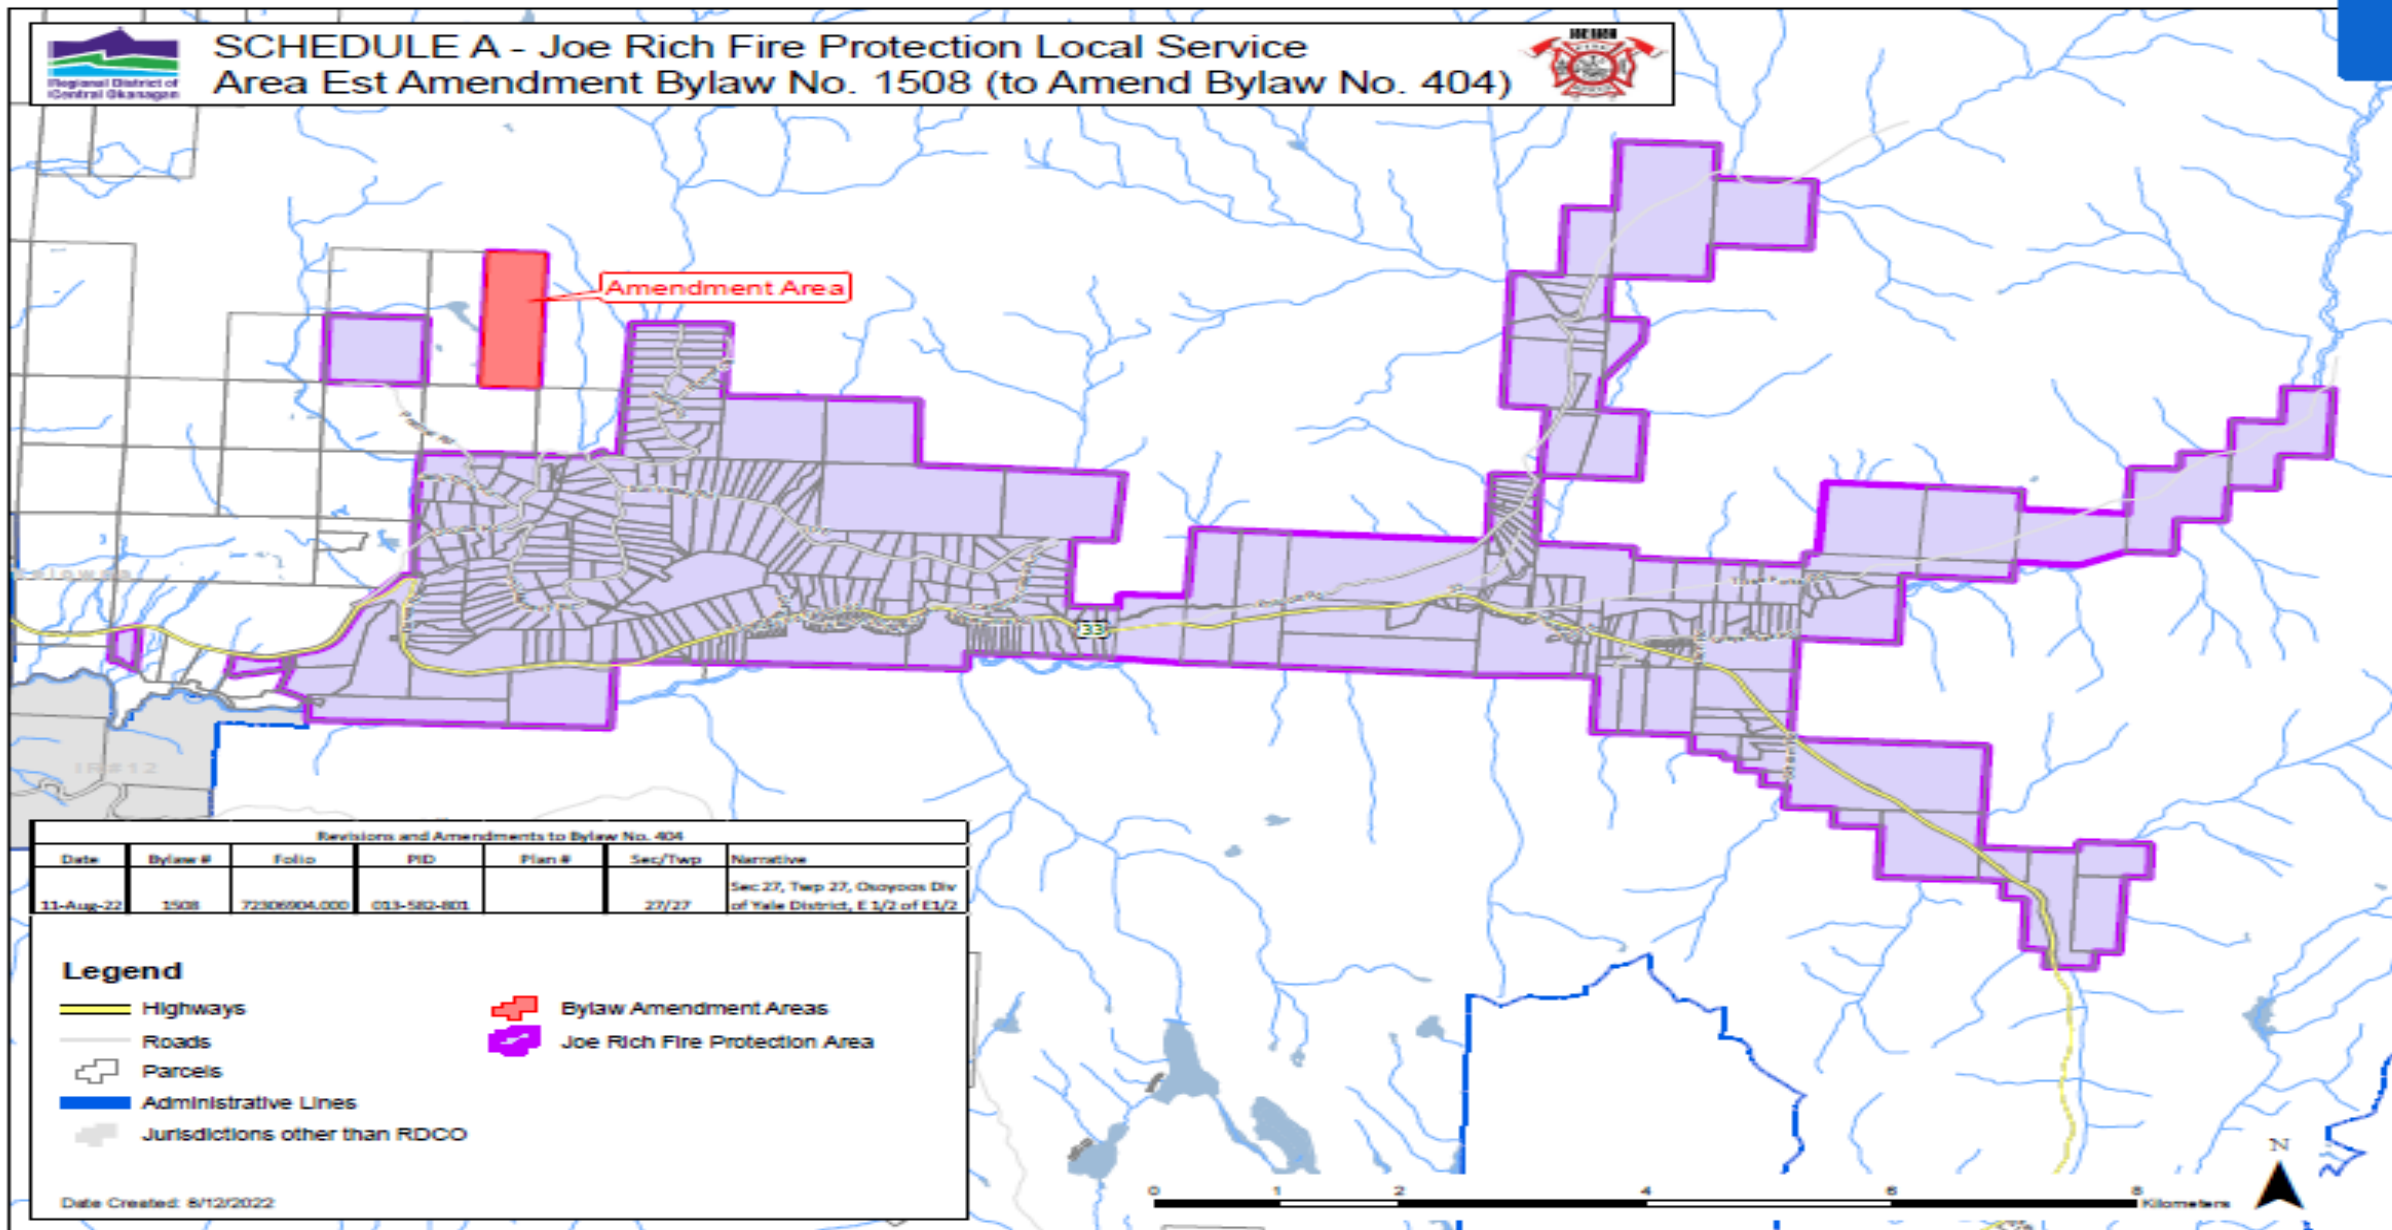 SCHEDULE A - Joe Rich Fire Protection Local Service
Area Est Amendment Bylaw No. 1508 (to Amend Bylaw No. 404)
Regional District of
Central Okanagan
Amendment Area
33
IR#12
Revisions and Amendments to Bylaw No. 404
Date Bylaw # Folio PID Plan # Sec/Twp Narrative
11-Aug-22 1508 72306904.000 013-582-801 27/27 Sec 27, Twp 27, Osoyoos Div
of Yale District, E 1/2 of E1/2
Legend
Highways
Roads
Parcels
Administrative Lines
Jurisdictions other than RDCO
Bylaw Amendment Areas
Joe Rich Fire Protection Area
Date Created: 8/12/2022
0 1 2 4 6 8
Kilometers
N